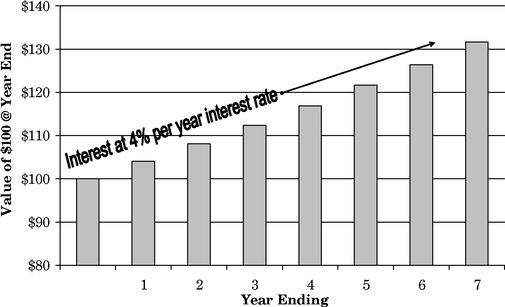 $140
$130
$120
$110
$100
$90
$80
Value of $100 @ Year End
Interest at 4% per year interest rate
1 2 3 4 5 6 7
Year Ending